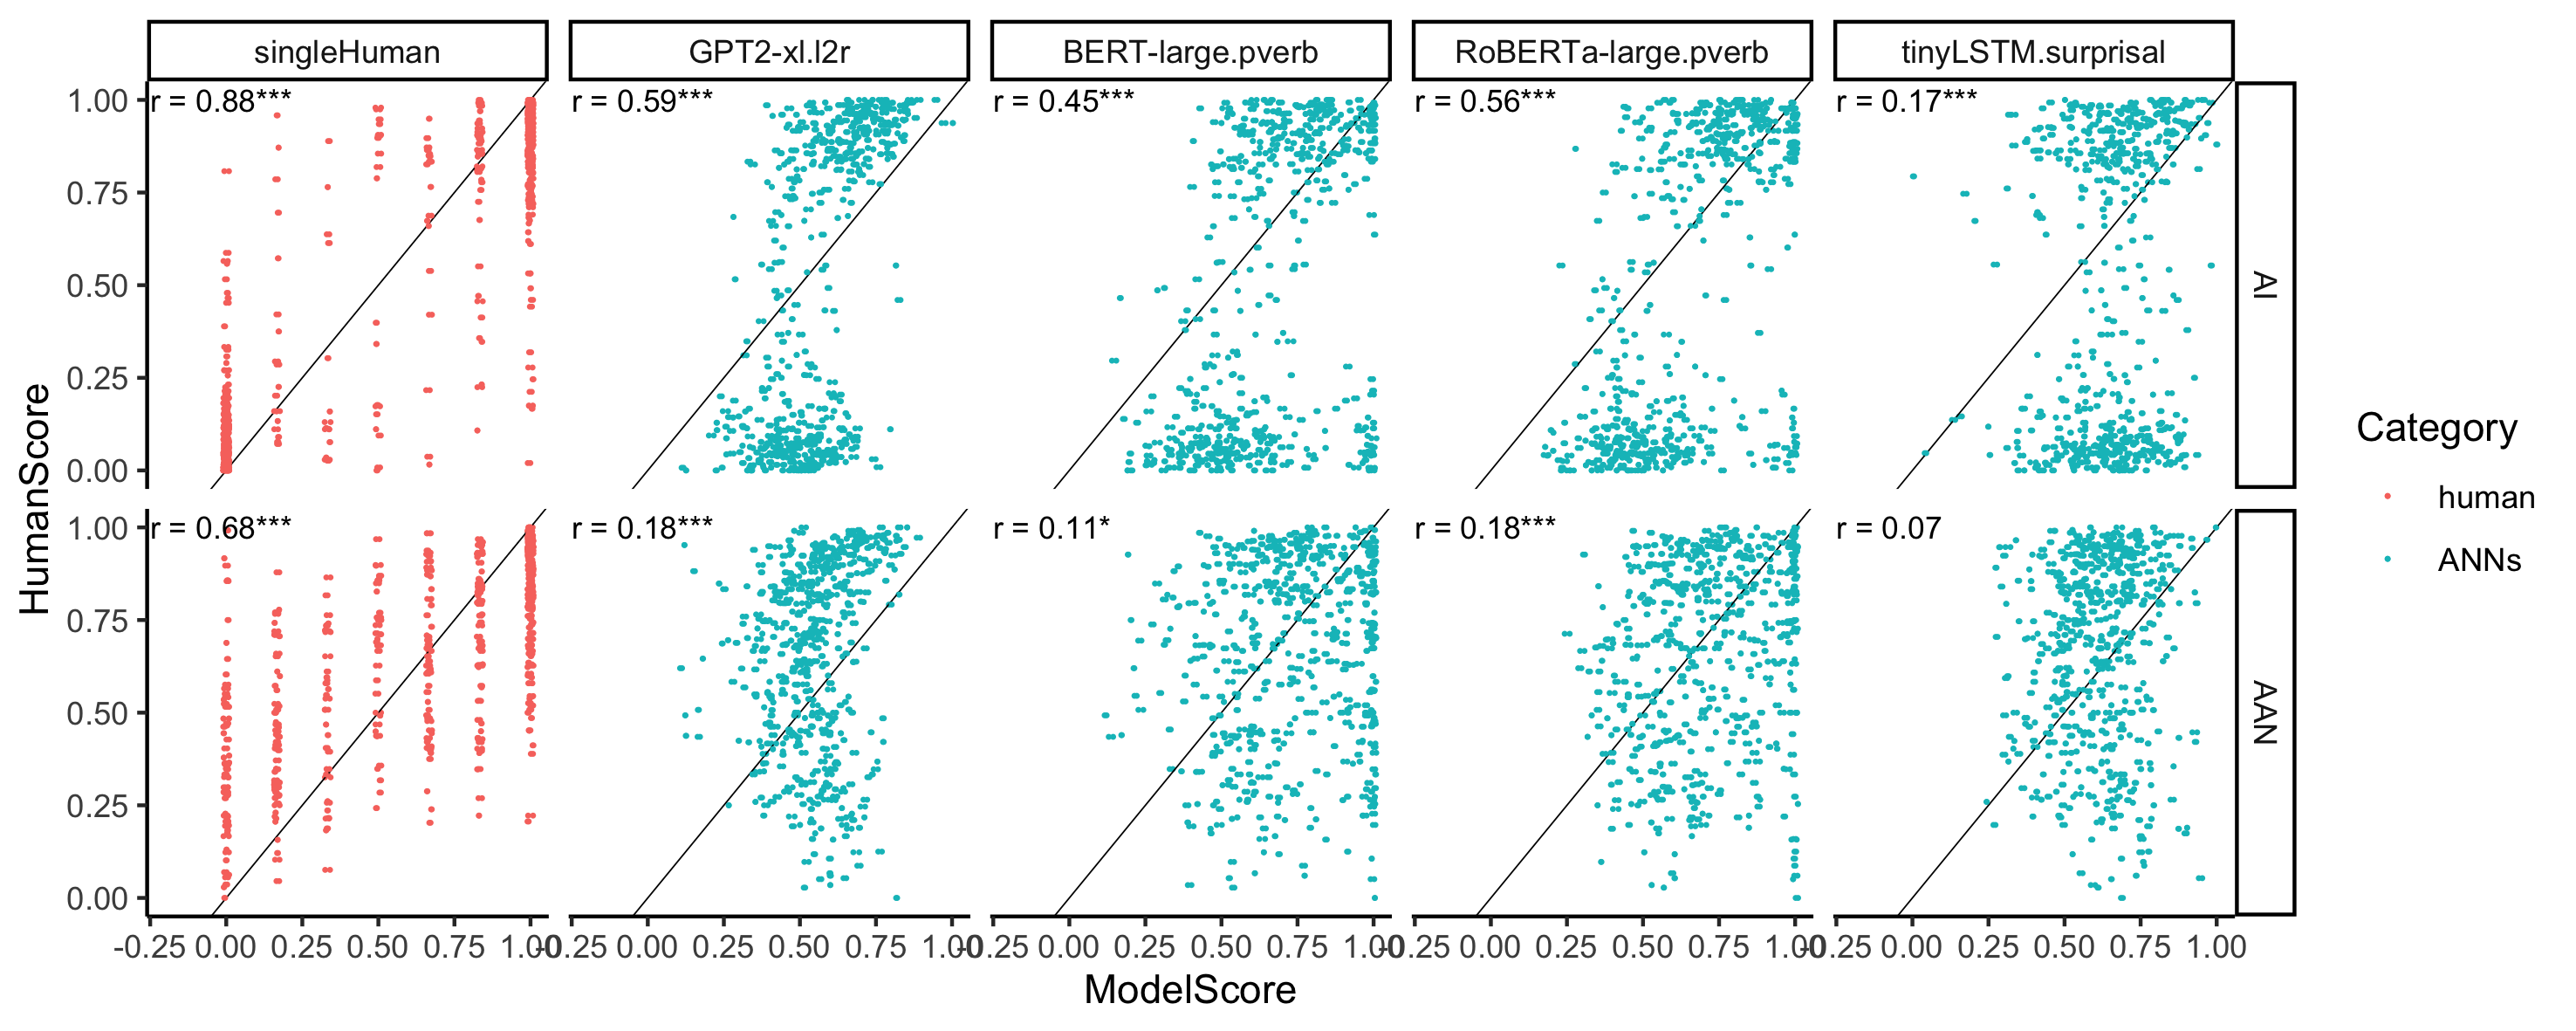 singleHuman GPT2-xl.l2r BERT-large.pverb RoBERTa-large.pverb tinyLSTM.surprisal
r = 0.88*** r = 0.59*** r = 0.45*** r = 0.56*** r = 0.17***
1.00
0.75
0.50
0.25
0.00
AI
r = 0.68*** r = 0.18*** r = 0.11* r = 0.18*** r = 0.07
1.00
0.75
0.50
0.25
0.00
AAN
HumanScore
-0.25 0.00 0.25 0.50 0.75 1.00 -0.25 0.00 0.25 0.50 0.75 1.00 -0.25 0.00 0.25 0.50 0.75 1.00 -0.25 0.00 0.25 0.50 0.75 1.00 -0.25 0.00 0.25 0.50 0.75 1.00
ModelScore
Category
human
ANNs